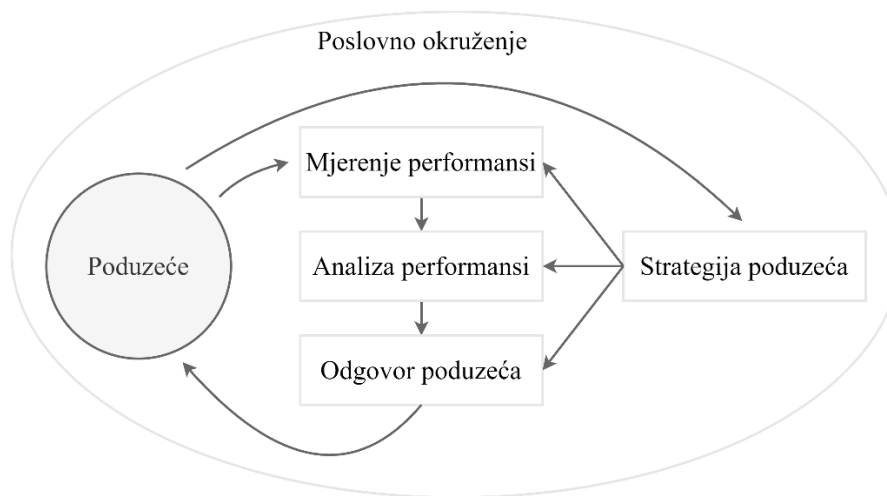 Poslovno okruženje
Mjerenje performansi
Poduzeće
Analiza performansi
Strategija poduzeća
Odgovor poduzeća